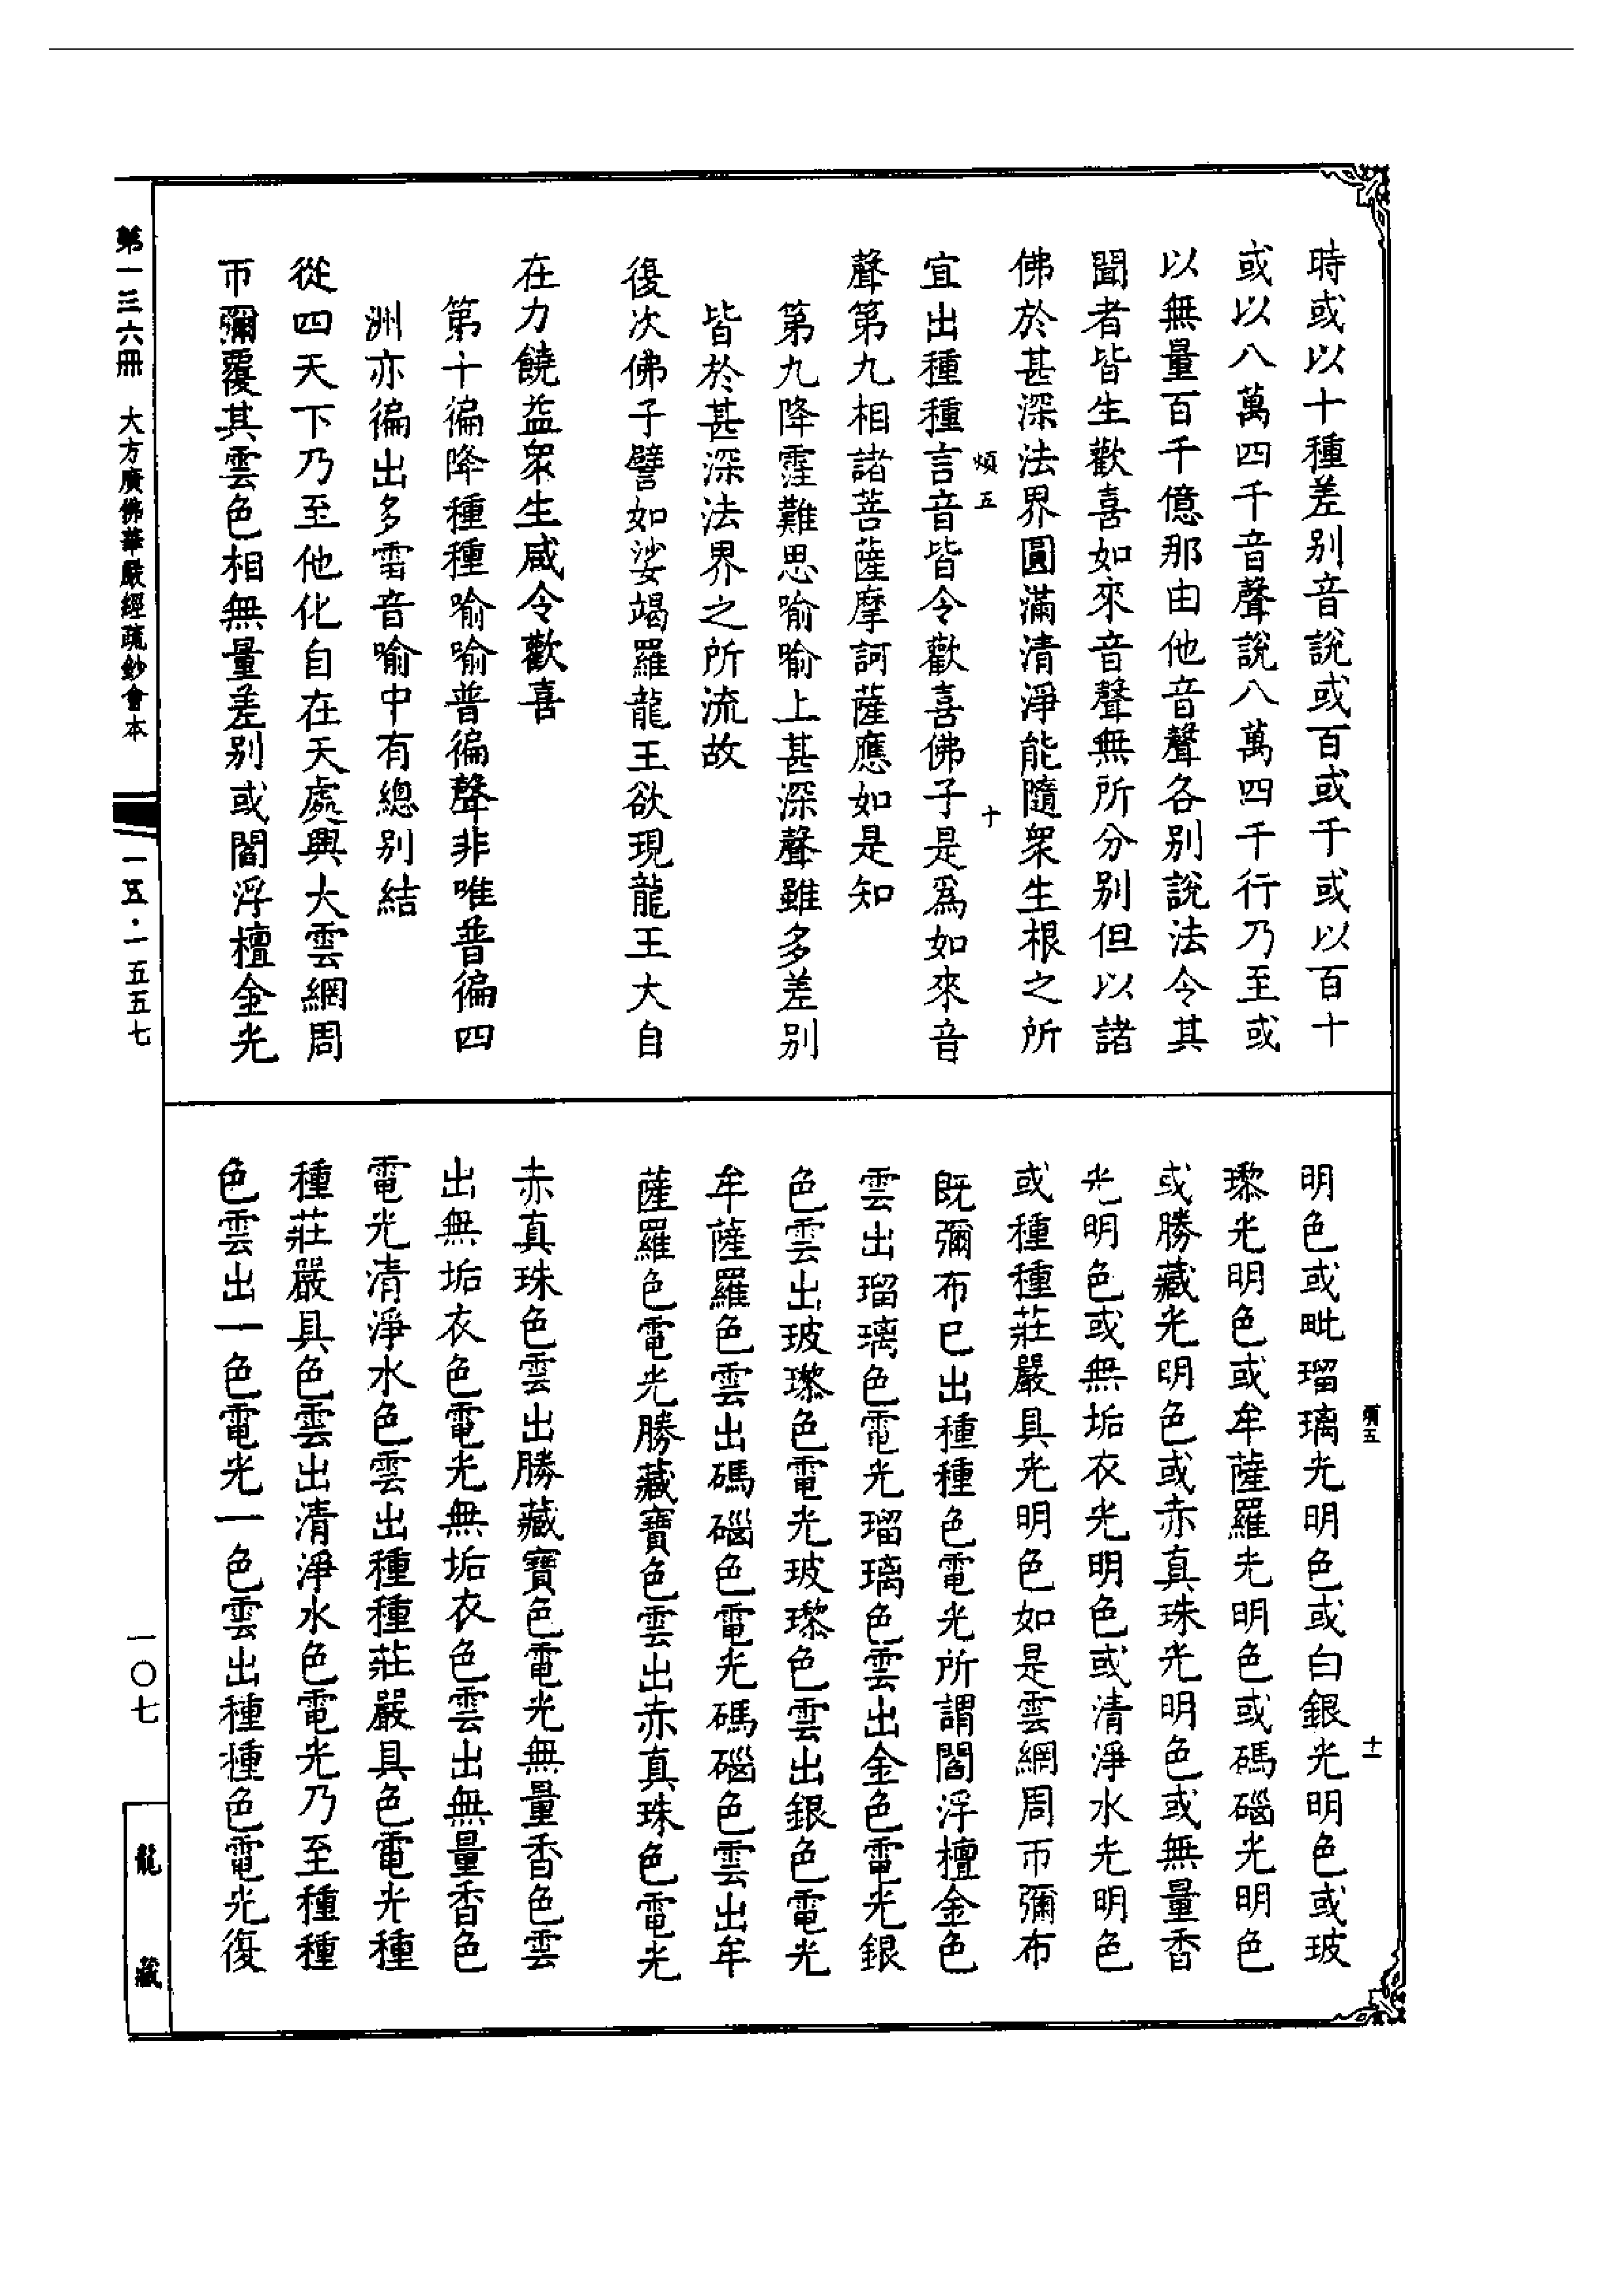 時或以十種差别音說或百或千或以百十
或以八萬四千音聲說八萬四千行乃至或
以無量百千億那由他音聲各别說法令其
聞者皆生歡喜如來音聲無所分别但以諸
佛於甚深法界圓滿清淨能隨衆生根之所
煩五
十
宜出種種言音皆令歡喜佛子是爲如來音
聲第九相諸菩薩摩訶薩應如是知
第九降霔難思喻喻上甚深聲雖多差别
皆於甚深法界之所流故
復次佛子譬如娑竭羅龍王欲現龍王大自
在力饒益衆生咸令歡喜
第十徧降種種喻喻普徧聲非唯普徧四
洲亦徧出多雷音喻中有總别結
從四天下乃至他化自在天處興大雲網周
帀彌覆其雲色相無量差别或閻浮檀金光
煩五
十一
明色或毗瑠璃光明色或白銀光明色或玻
瓈光明色或牟薩羅光明色或碼碯光明色
或勝藏光明色或赤真珠光明色或無量香
光明色或無垢衣光明色或清淨水光明色
或種種莊嚴具光明色如是雲網周帀彌布
既彌布已出種種色電光所謂閻浮檀金色
雲出瑠璃色電光瑠璃色雲出金色電光銀
色雲出玻瓈色電光玻瓈色雲出銀色電光
牟薩羅色雲出碼碯色電光碼碯色雲出牟
薩羅色電光勝藏寶色雲出赤真珠色電光
赤真珠色雲出勝藏寶色電光無量香色雲
出無垢衣色電光無垢衣色雲出無量香色
電光清淨水色雲出種種莊嚴具色電光種
種莊嚴具色雲出清淨水色電光乃至種種
色雲出一色電光一色雲出種種色電光復
第一三六冊 大方廣佛華嚴經疏鈔會本
一五五·一五五七
一〇七
龍藏